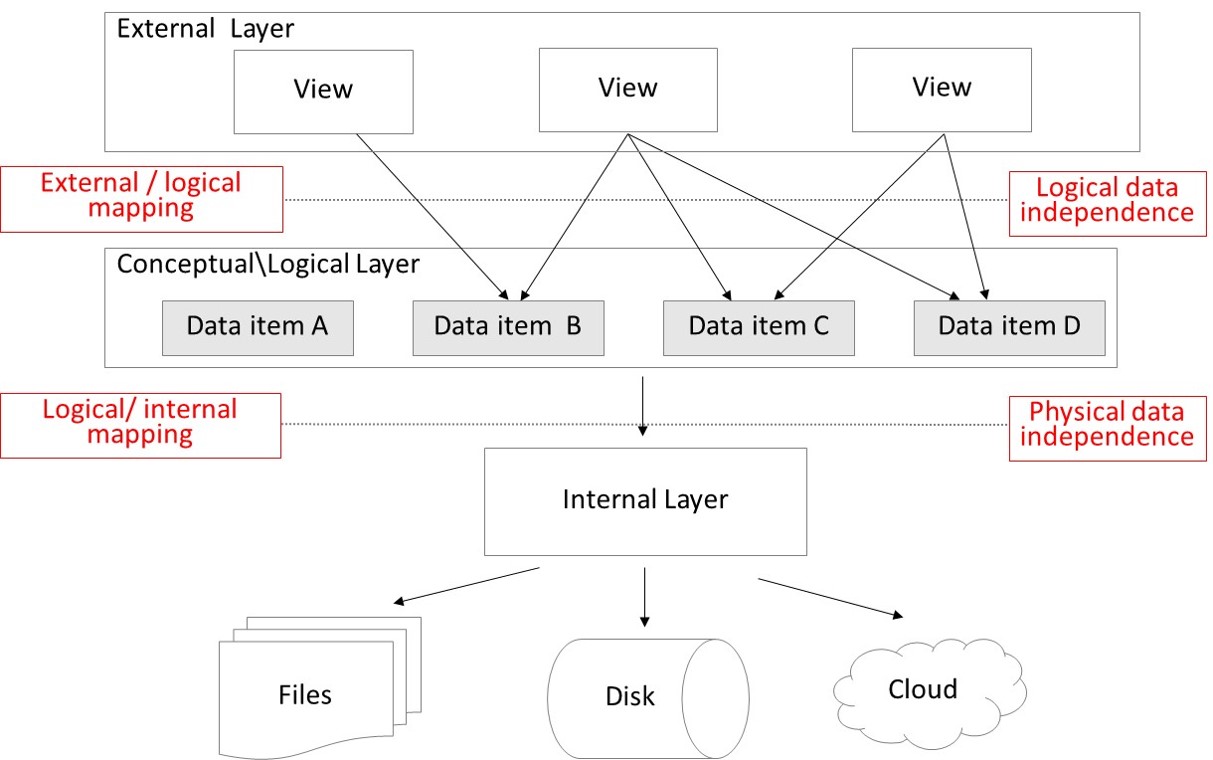 External Layer
View
View
View
External / logical
mapping
Logical data
independence
Conceptual\Logical Layer
Data item A
Data item B
Data item C
Data item D
Logical/ internal
mapping
Physical data
independence
Internal Layer
Files
Disk
Cloud